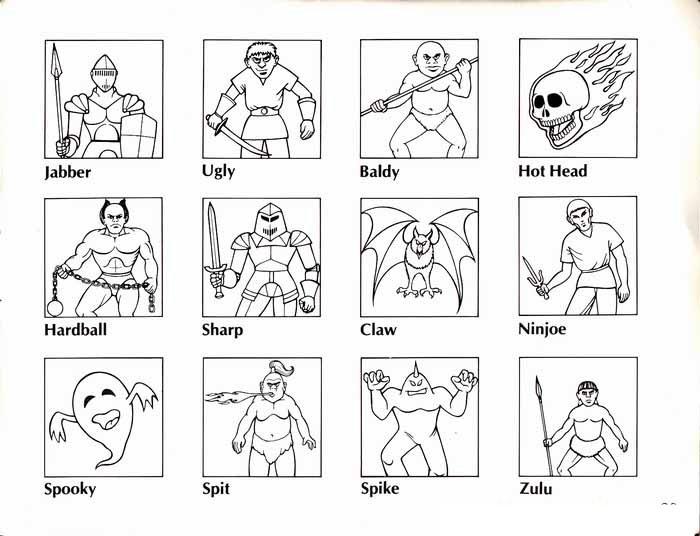 Jabber
Ugly
Baldy
Hot Head
Hardball
Sharp
Claw
Ninjoe
Spooky
Spit
Spike
Zulu